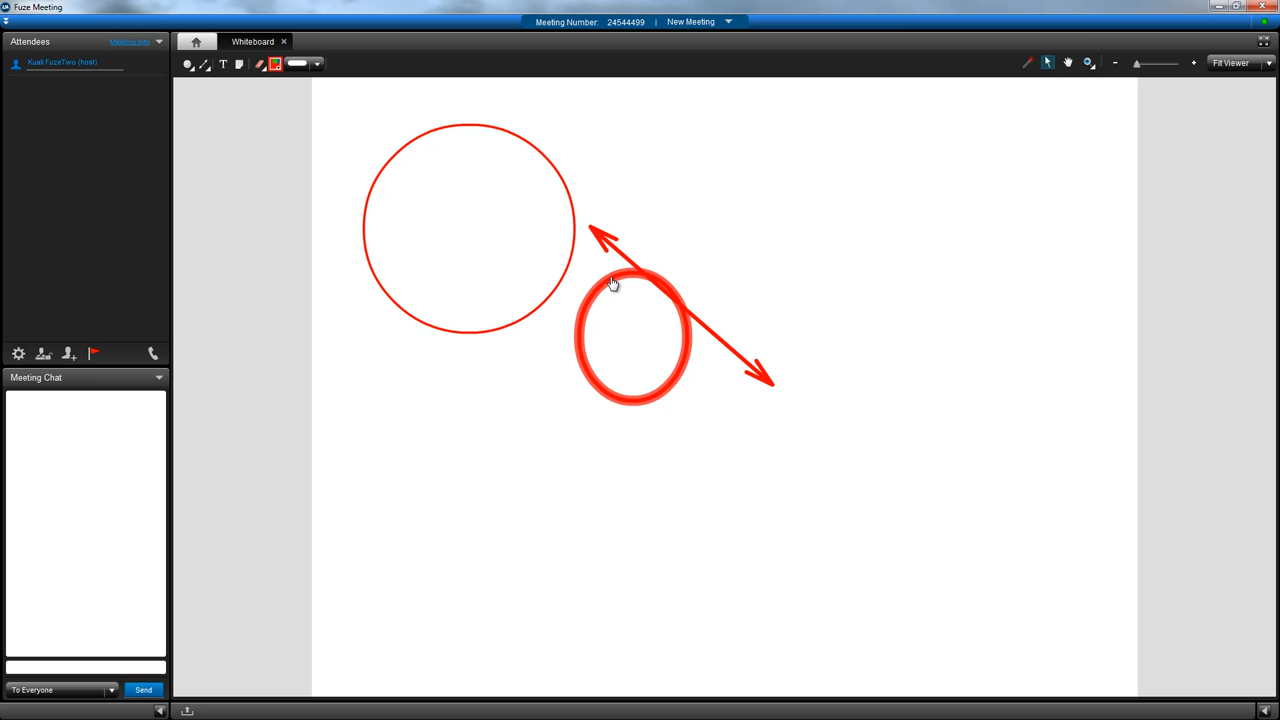 Fuze Meeting
Meeting Number: 24544499 | New Meeting
Attendees Meeting Info
Whiteboard
Kuali FuzeTwo (host)
T
Fit Viewer
Meeting Chat
To Everyone
Send